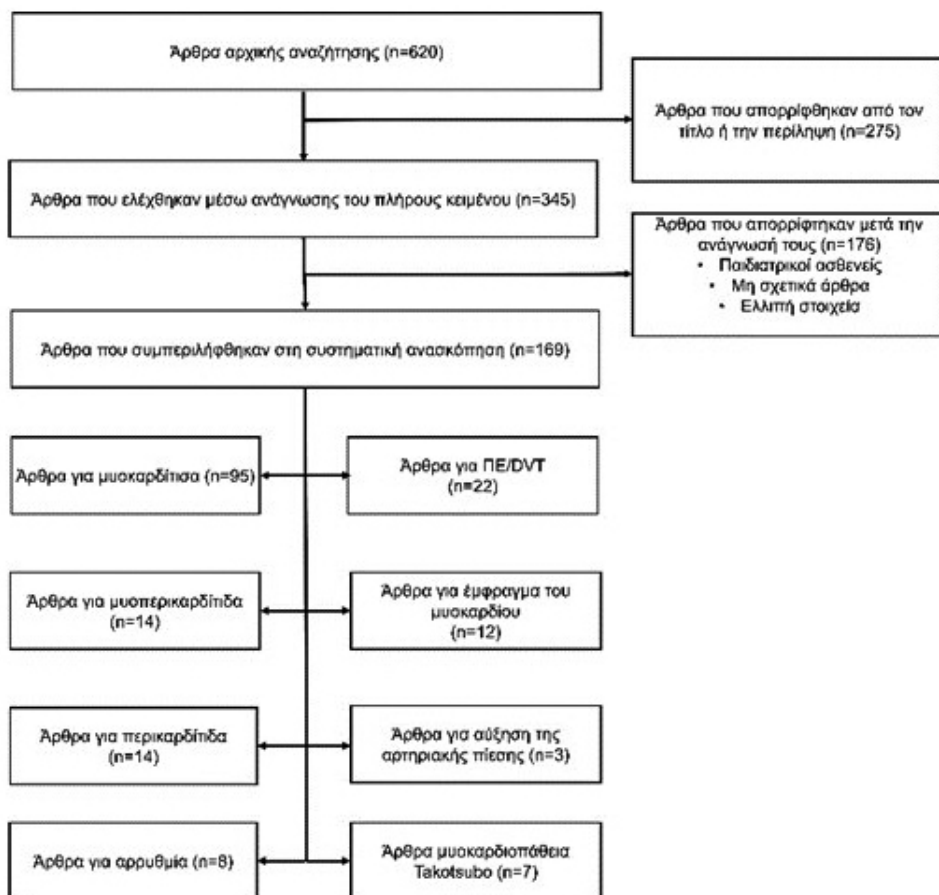 Άρθρα αρχικής αναζήτησης (n=620)
Άρθρα που απορρίφθηκαν από τον
τίτλο ή την περίληψη (n=275)
Άρθρα που ελέχθηκαν μέσω ανάγνωσης του πλήρους κειμένου (n=345)
Άρθρα που απορρίφτηκαν μετά την
ανάγνωσή τους (n=176)
• Παιδιατρικοί ασθενείς
• Μη σχετικά άρθρα
• Ελλιπή στοιχεία
Άρθρα που συμπεριλήφθηκαν στη συστηματική ανασκόπηση (n=169}
Άρθρα για μυοκαρδίτισα (n=95)
Άρθρα για ΠΕ/DVT
(n=22)
Άρθρα για μυοπερικαρδίτιδα
(n=14)
Άρθρα για έμφραγμα του
μυοκαρδίου
(n=12)
Άρθρα για περικαρδίτιδα
(n=14)
Άρθρα για αύξηση της
αρτηριακής πίεσης (n=3)
Άρθρα για αρρυθμία (n=8)
Άρθρα μυοκαρδιοπάθεια
Takotsubo (n=7)